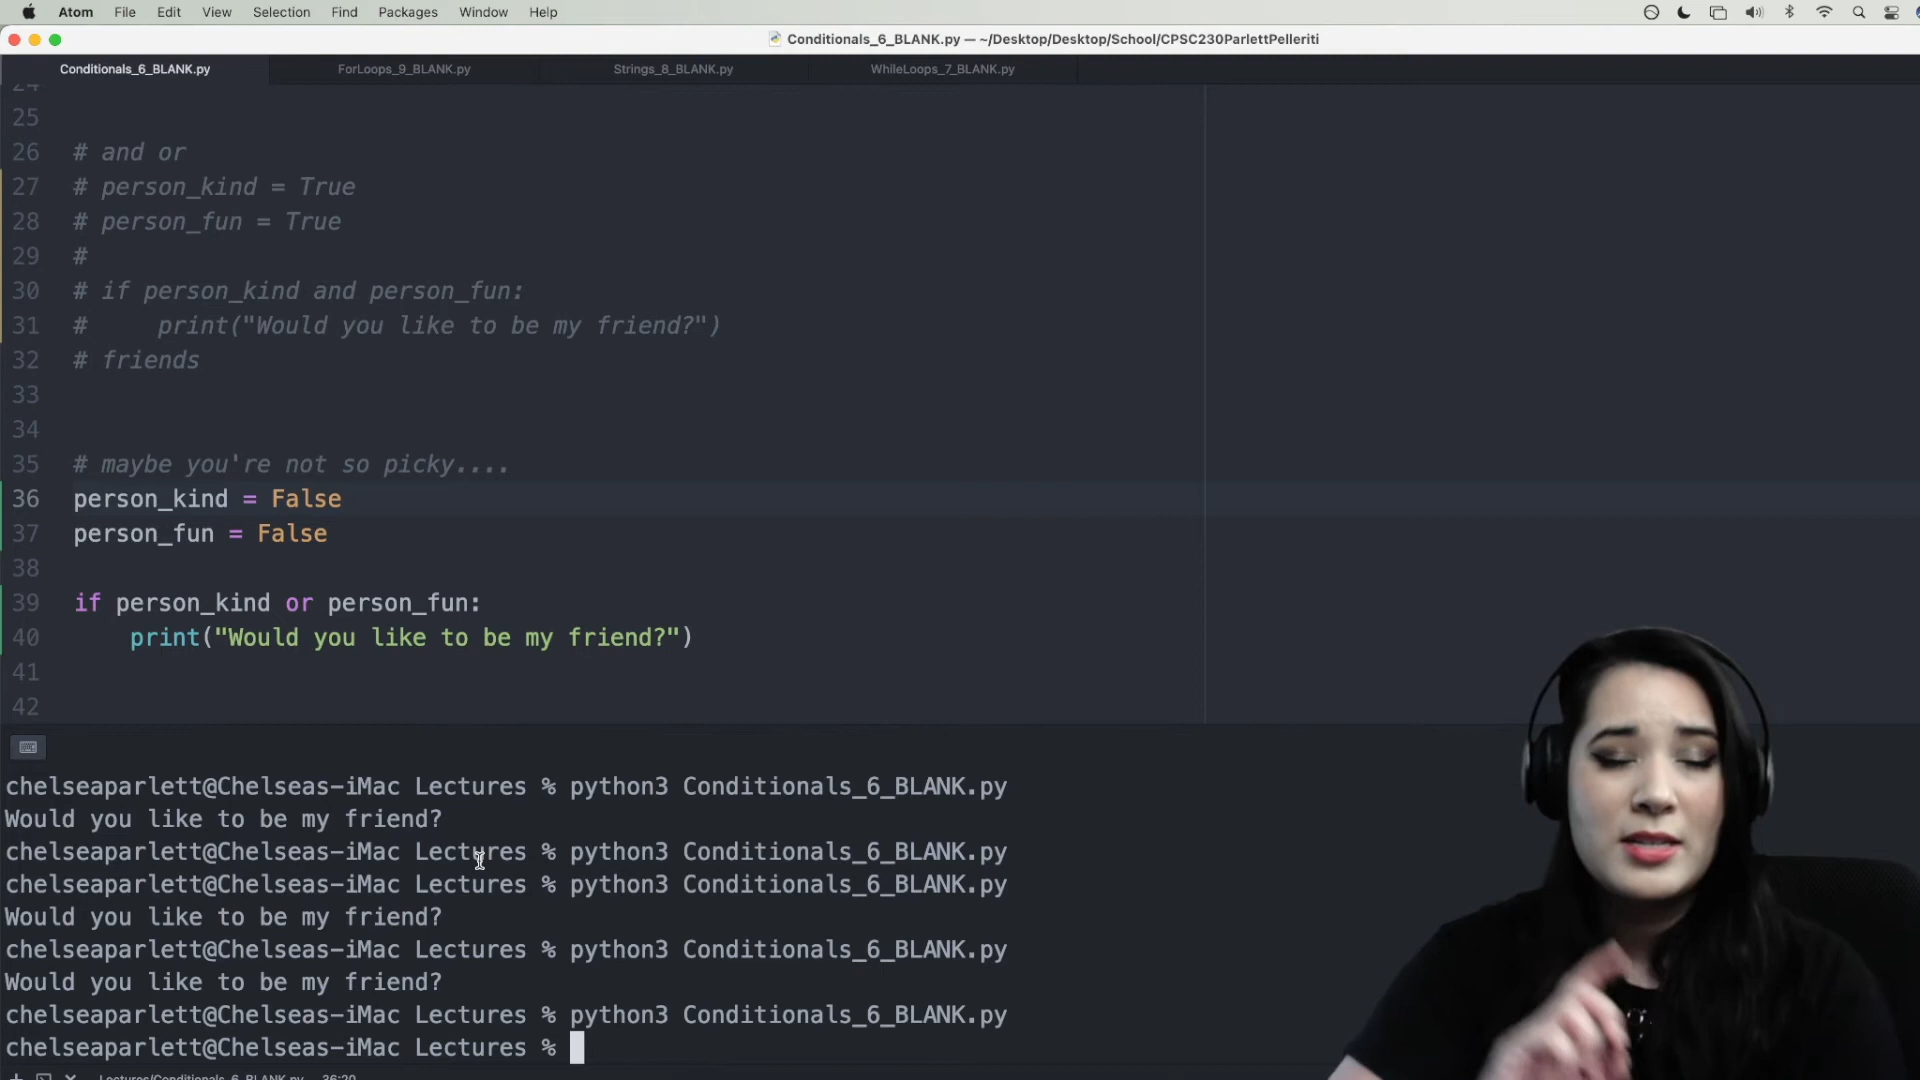 Atom File Edit View Selection Find Packages Window Help
Conditionals_6_BLANK.py — ~/Desktop/Desktop/School/CPSC230ParlettPelleriti
Conditionals_6_BLANK.py ForLoops_9_BLANK.py Strings_8_BLANK.py WhileLoops_7_BLANK.py
24
25
26 # and or
27 # person_kind = True
28 # person_fun = True
29 #
30 # if person_kind and person_fun:
31 #     print("Would you like to be my friend?")
32 # friends
33
34
35 # maybe you're not so picky....
36 person_kind = False
37 person_fun = False
38
39 if person_kind or person_fun:
40     print("Would you like to be my friend?")
41
42
chelseaparlett@Chelseas-iMac Lectures % python3 Conditionals_6_BLANK.py
Would you like to be my friend?
chelseaparlett@Chelseas-iMac Lectures % python3 Conditionals_6_BLANK.py
chelseaparlett@Chelseas-iMac Lectures % python3 Conditionals_6_BLANK.py
Would you like to be my friend?
chelseaparlett@Chelseas-iMac Lectures % python3 Conditionals_6_BLANK.py
Would you like to be my friend?
chelseaparlett@Chelseas-iMac Lectures % python3 Conditionals_6_BLANK.py
chelseaparlett@Chelseas-iMac Lectures %
Lectures/Conditionals_6_BLANK.py 36:20